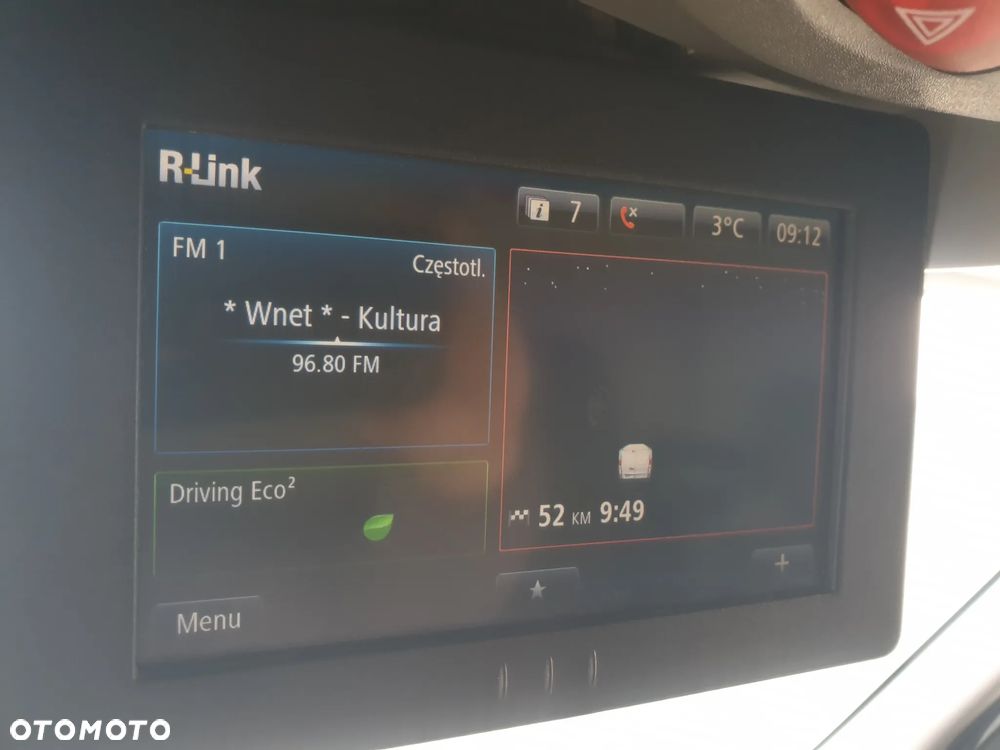 R-Link
7
3°C
09:12
FM 1
Częstotl.
* Wnet * - Kultura
96.80 FM
Driving Eco²
52 KM 9:49
Menu
OTOMOTO